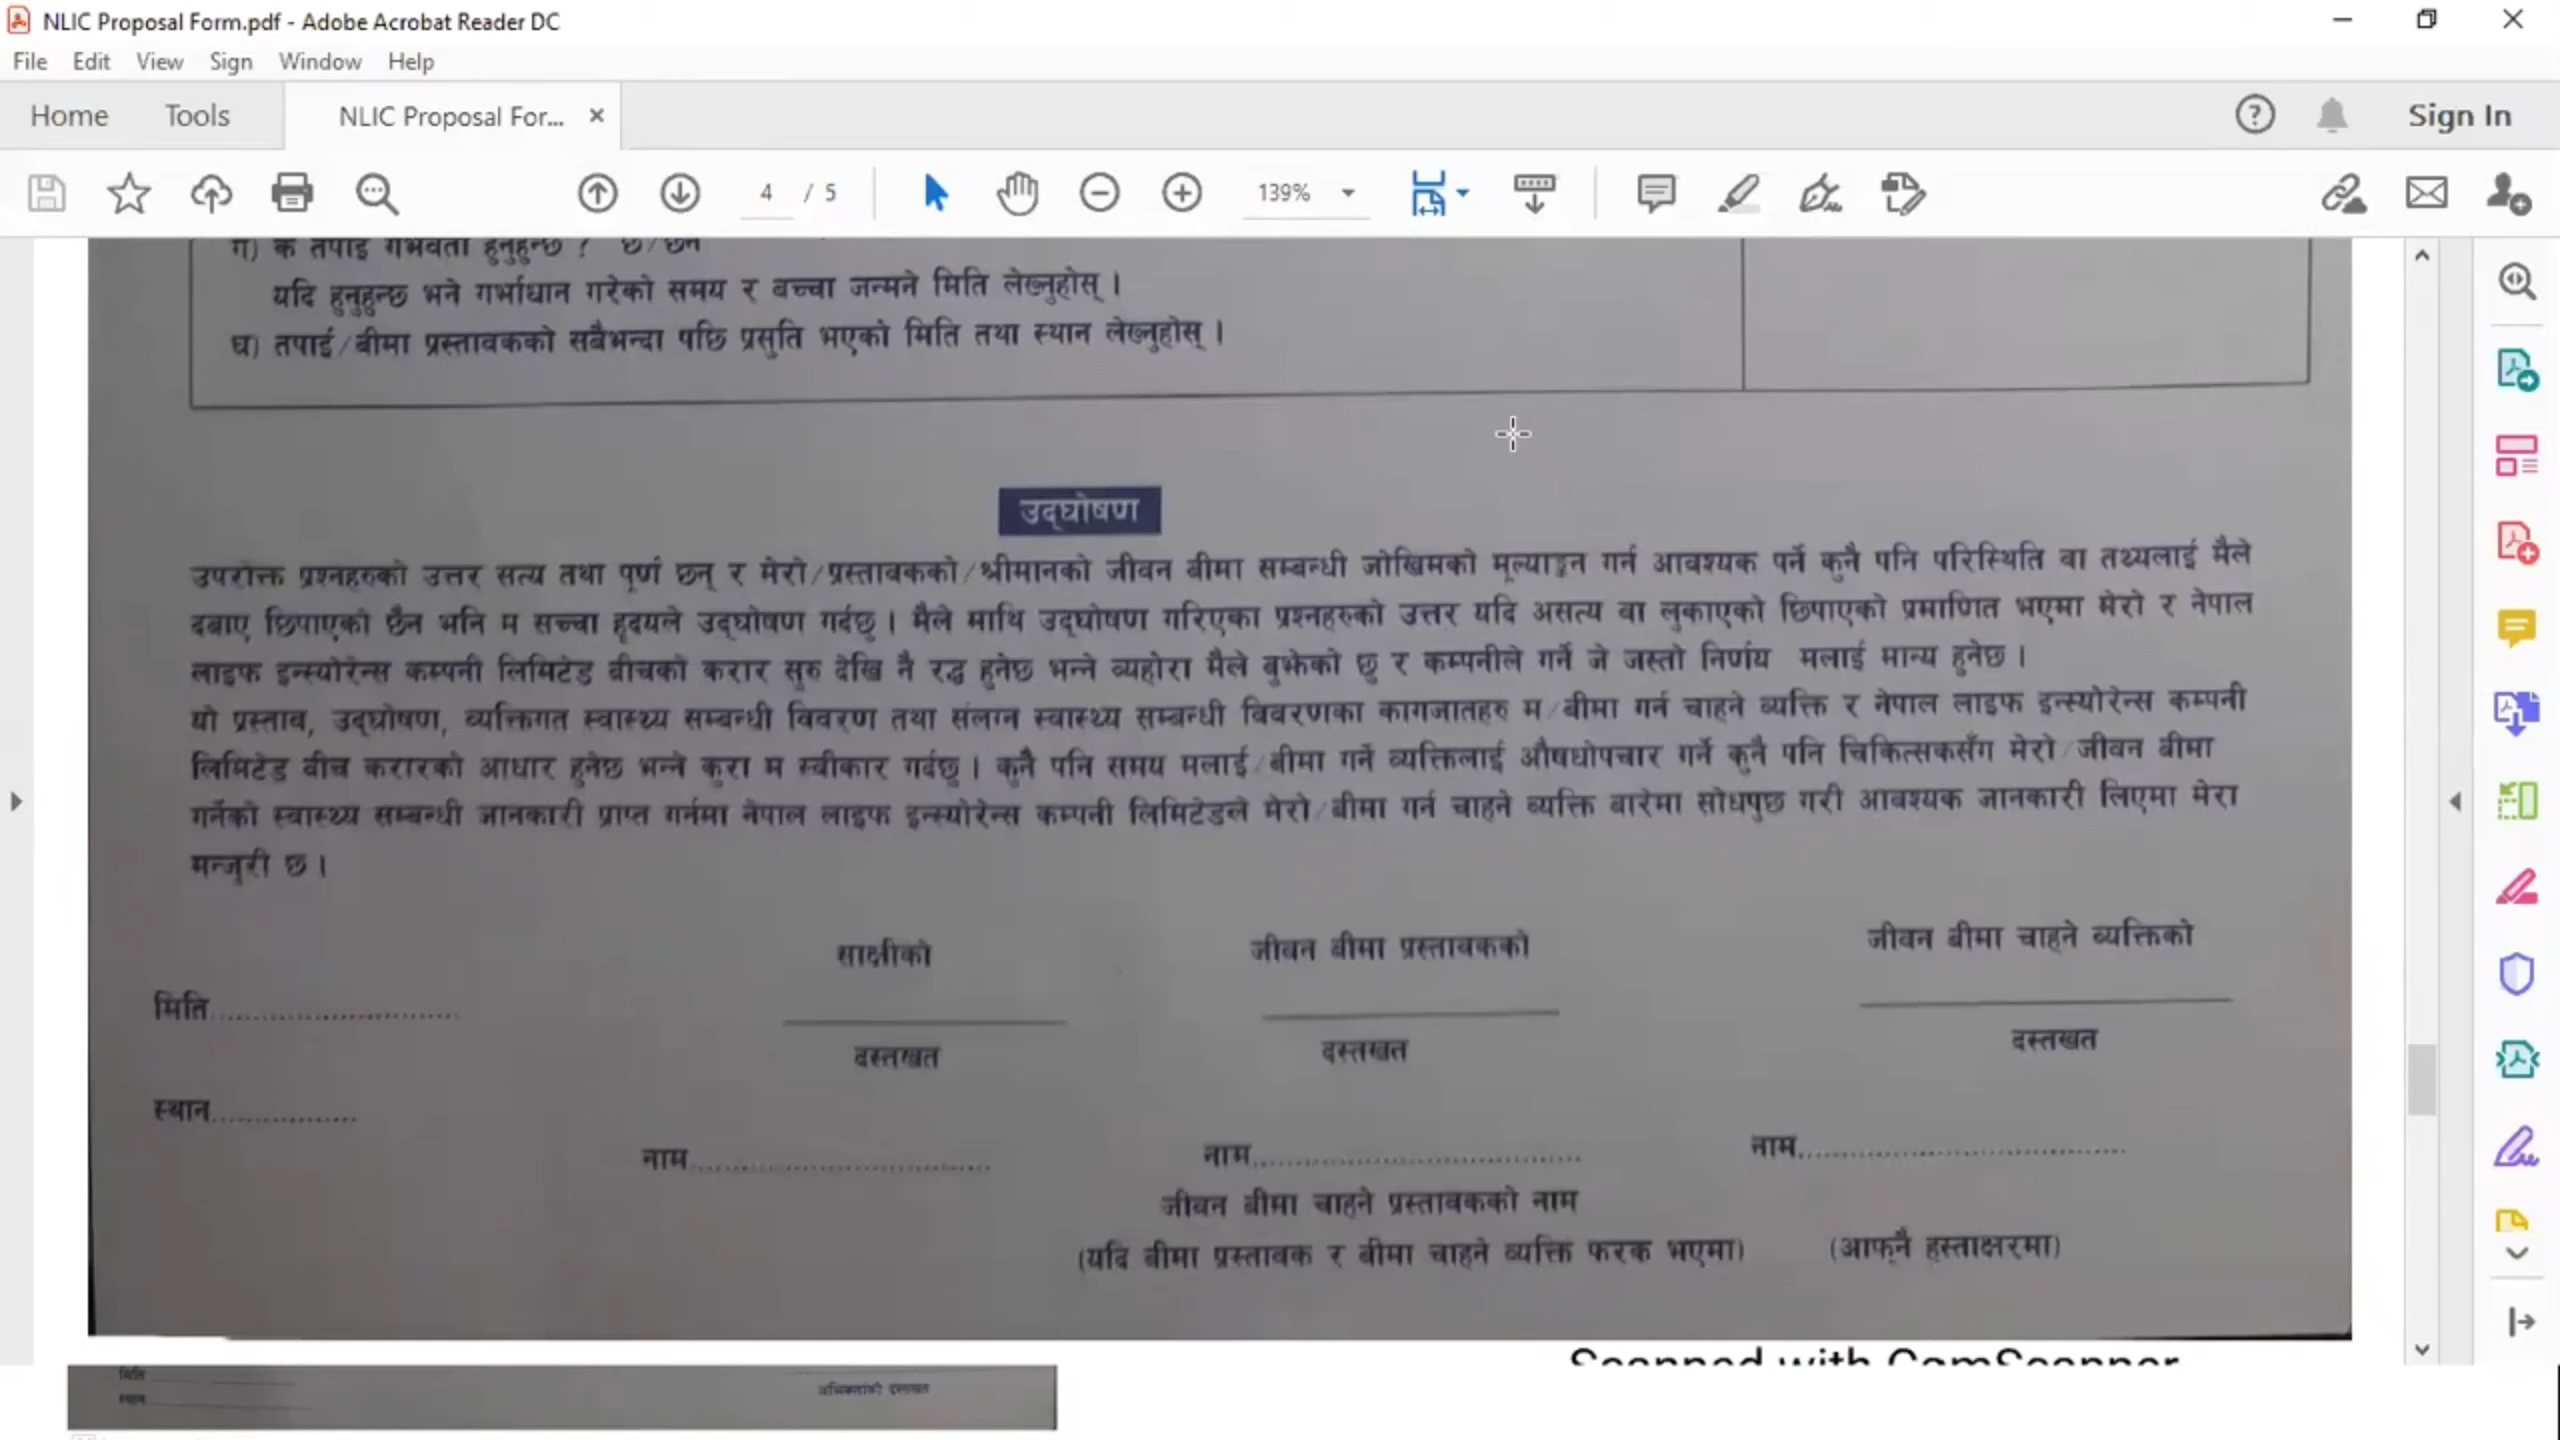 NLIC Proposal Form.pdf - Adobe Acrobat Reader DC
File Edit View Sign Window Help
Home Tools NLIC Proposal For... × Sign In
4 / 5 139%
ग) के तपाई गर्भवती हुनुहुन्छ ? छु/छैन
यदि हुनुहुन्छ भने गर्भाधान गरेको समय र बच्चा जन्मने मिति लेख्नुहोस् ।
घ) तपाई/बीमा प्रस्तावकको सबैभन्दा पछि प्रसुति भएको मिति तथा स्थान लेख्नुहोस् ।
उद्घोषण
उपरोक्त प्रश्नहरुको उत्तर सत्य तथा पूर्ण छन् र मेरो/प्रस्तावकको/श्रीमानको जीवन बीमा सम्बन्धी जोखिमको मूल्याङ्कन गर्न आवश्यक पर्ने कुनै पनि परिस्थिति वा तथ्यलाई मैले
दबाए छिपाएको छैन भनि म सच्चा हृदयले उद्घोषण गर्दछु । मैले माथि उद्घोषण गरिएका प्रश्नहरुको उत्तर यदि असत्य वा लुकाएको छिपाएको प्रमाणित भएमा मेरो र नेपाल
लाइफ इन्स्योरेन्स कम्पनी लिमिटेड बीचको करार सुरु देखि नै रद्ध हुनेछ भन्ने व्यहोरा मैले बुझेको छु र कम्पनीले गर्ने जे जस्तो निर्णय मलाई मान्य हुनेछ ।
यो प्रस्ताव, उद्घोषण, व्यक्तिगत स्वास्थ्य सम्बन्धी विवरण तथा संलग्न स्वास्थ्य सम्बन्धी विवरणका कागजातहरु म/बीमा गर्न चाहने व्यक्ति र नेपाल लाइफ इन्स्योरेन्स कम्पनी
लिमिटेड बीच करारको आधार हुनेछ भन्ने कुरा म स्वीकार गर्दछु । कुनै पनि समय मलाई/बीमा गर्ने व्यक्तिलाई औषधोपचार गर्ने कुनै पनि चिकित्सकसँग मेरो/जीवन बीमा
गर्नेको स्वास्थ्य सम्बन्धी जानकारी प्राप्त गर्नमा नेपाल लाइफ इन्स्योरेन्स कम्पनी लिमिटेडले मेरो/बीमा गर्न चाहने व्यक्ति बारेमा सोधपुछ गरी आवश्यक जानकारी लिएमा मेरा
मन्जुरी छ ।
साक्षीको जीवन बीमा प्रस्तावकको जीवन बीमा चाहने व्यक्तिको
मिति..........................
दस्तखत दस्तखत दस्तखत
स्थान...............
नाम.............................. नाम................................. नाम.................................
जीवन बीमा चाहने प्रस्तावकको नाम
(यदि बीमा प्रस्तावक र बीमा चाहने व्यक्ति फरक भएमा) (आफ्नै हस्ताक्षरमा)
Scanned with CamScanner
मिति
स्थान
अभिकर्ताको दस्तखत